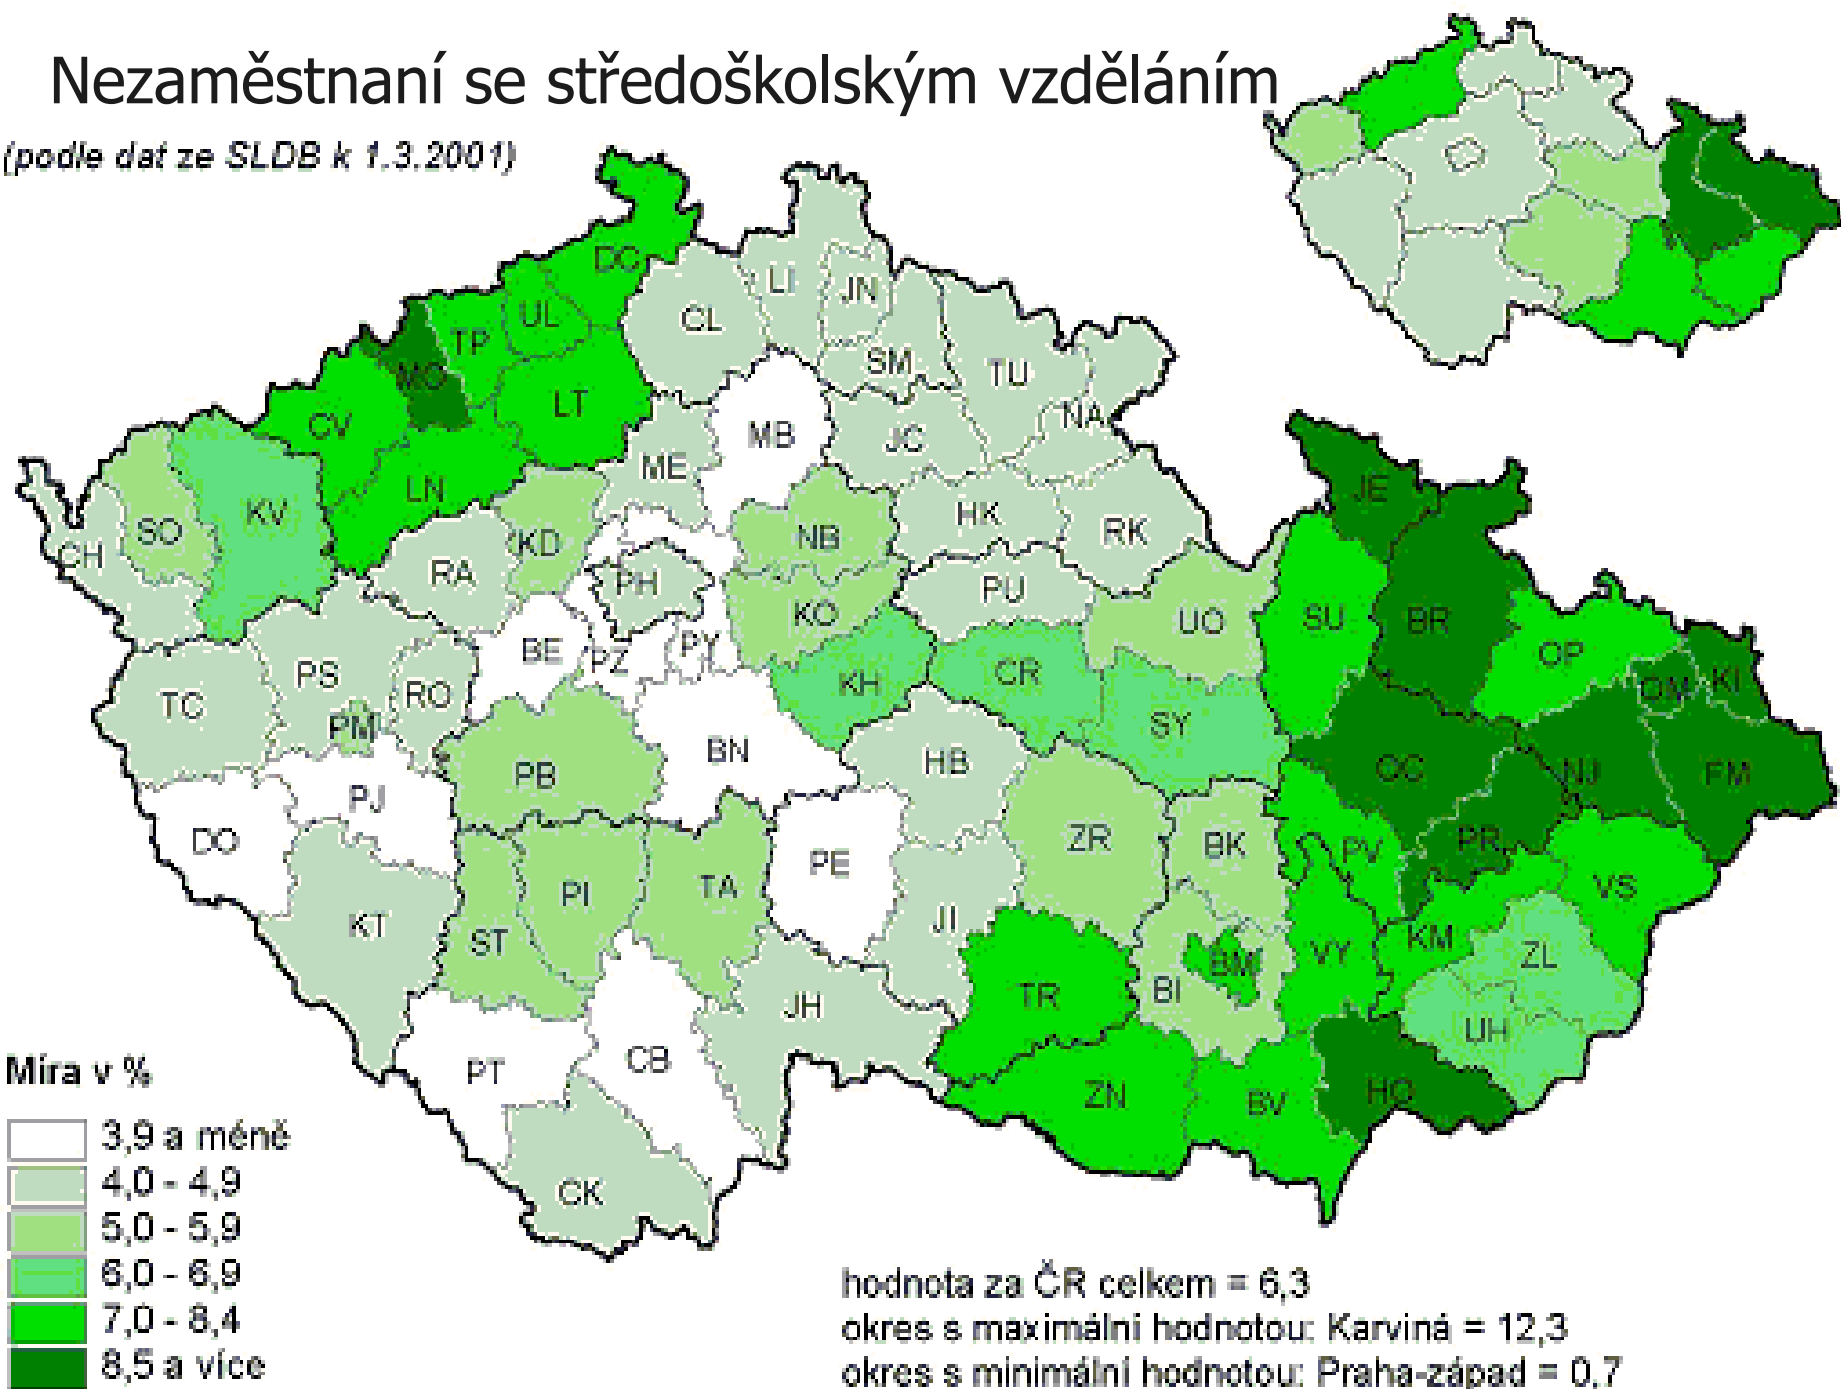 Nezaměstnaní se středoškolským vzděláním
(podle dat ze SLDB k 1.3.2001)
DC
LI
JN
UL
CL
TP
SM
TU
MO
LT
NA
CV
MB
JC
ME
LN
JE
KV
HK
SO
NB
RK
KD
CH
RA
PH
PU
KO
UO
SU
BR
BE
PZ
PY
OP
PS
CR
KH
RO
OM
KI
TC
PM
SY
BN
HB
OC
NJ
FM
PB
PJ
DO
ZR
BK
PR
PV
PE
TA
PI
VS
KT
JI
ST
KM
VY
ZL
BM
BI
TR
JH
UH
CB
PT
ZN
BV
HO
CK
Míra v %
3,9 a méně
4,0 - 4,9
5,0 - 5,9
6,0 - 6,9
7,0 - 8,4
8,5 a více
hodnota za ČR celkem = 6,3
okres s maximální hodnotou: Karviná = 12,3
okres s minimální hodnotou: Praha-západ = 0,7